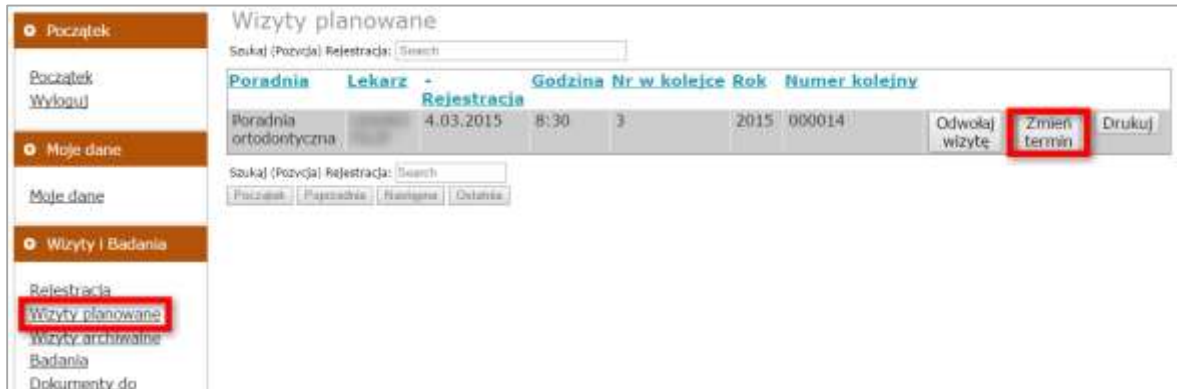 Początek
Początek
Wyloguj
Moje dane
Moje dane
Wizyty i Badania
Rejestracja
Wizyty planowane
Wizyty archiwalne
Badania
Dokumenty do
Wizyty planowane
Szukaj (Pozycja) Rejestracja: Search
Poradnia Lekarz - Godzina Nr w kolejce Rok Numer kolejny
Rejestracja
Poradnia 4.03.2015 8:30 3 2015 000014 Odwołaj Zmień Drukuj
ortodontyczna wizytę termin
Szukaj (Pozycja) Rejestracja: Search
Początek Poprzednia Następna Ostatnia